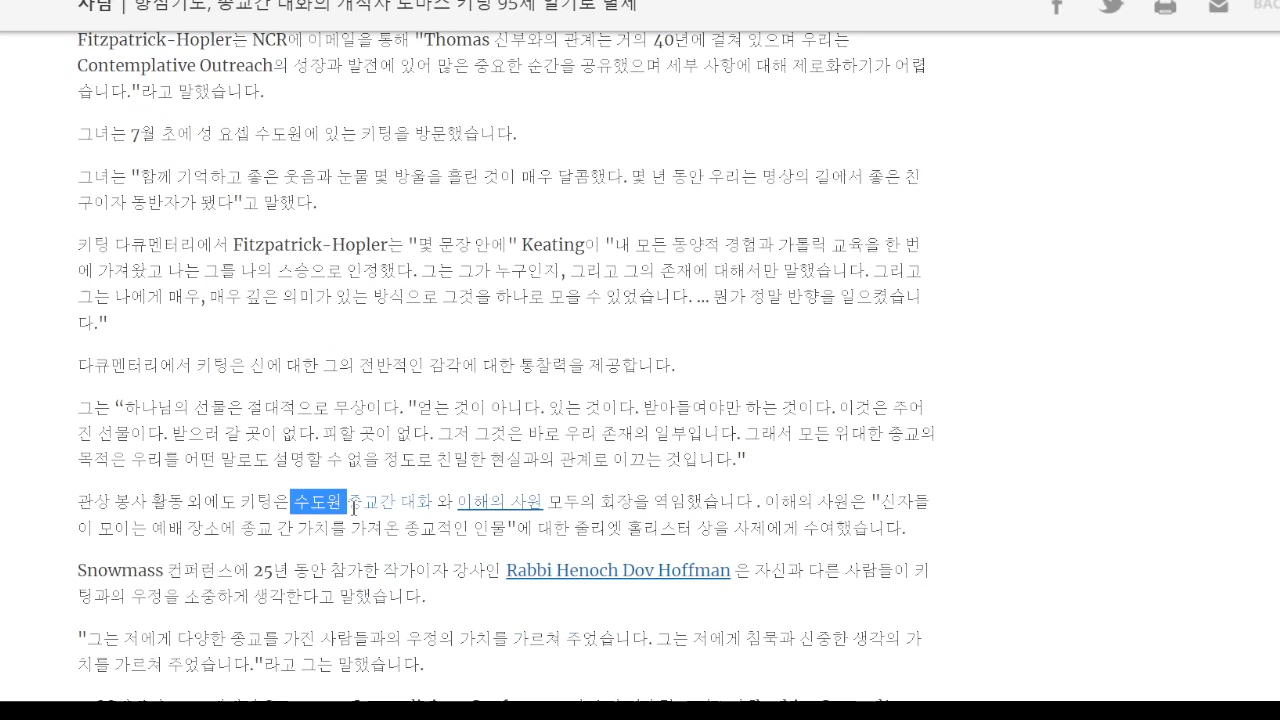 사람 | 향심기도, 종교간 대화의 개척자 토마스 키팅 95세 일기로 별세
Fitzpatrick-Hopler는 NCR에 이메일을 통해 "Thomas 신부와의 관계는 거의 40년에 걸쳐 있으며 우리는
Contemplative Outreach의 성장과 발전에 있어 많은 중요한 순간을 공유했으며 세부 사항에 대해 제로화하기가 어렵
습니다."라고 말했습니다.
그녀는 7월 초에 성 요셉 수도원에 있는 키팅을 방문했습니다.
그녀는 "함께 기억하고 좋은 웃음과 눈물 몇 방울을 흘린 것이 매우 달콤했다. 몇 년 동안 우리는 명상의 길에서 좋은 친
구이자 동반자가 됐다"고 말했다.
키팅 다큐멘터리에서 Fitzpatrick-Hopler는 "몇 문장 안에" Keating이 "내 모든 동양적 경험과 가톨릭 교육을 한 번
에 가져왔고 나는 그를 나의 스승으로 인정했다. 그는 그가 누구인지, 그리고 그의 존재에 대해서만 말했습니다. 그리고
그는 나에게 매우, 매우 깊은 의미가 있는 방식으로 그것을 하나로 모을 수 있었습니다. ... 뭔가 정말 반향을 일으켰습니
다."
다큐멘터리에서 키팅은 신에 대한 그의 전반적인 감각에 대한 통찰력을 제공합니다.
그는 “하나님의 선물은 절대적으로 무상이다. "얻는 것이 아니다. 있는 것이다. 받아들여야만 하는 것이다. 이것은 주어
진 선물이다. 받으러 갈 곳이 없다. 피할 곳이 없다. 그저 그것은 바로 우리 존재의 일부입니다. 그래서 모든 위대한 종교의
목적은 우리를 어떤 말로도 설명할 수 없을 정도로 친밀한 현실과의 관계로 이끄는 것입니다."
관상 봉사 활동 외에도 키팅은 수도원 종교간 대화 와 이해의 사원 모두의 회장을 역임했습니다 . 이해의 사원은 "신자들
이 모이는 예배 장소에 종교 간 가치를 가져온 종교적인 인물"에 대한 줄리엣 홀리스터 상을 사제에게 수여했습니다.
Snowmass 컨퍼런스에 25년 동안 참가한 작가이자 강사인 Rabbi Henoch Dov Hoffman 은 자신과 다른 사람들이 키
팅과의 우정을 소중하게 생각한다고 말했습니다.
"그는 저에게 다양한 종교를 가진 사람들과의 우정의 가치를 가르쳐 주었습니다. 그는 저에게 침묵과 신중한 생각의 가
치를 가르쳐 주었습니다."라고 그는 말했습니다.